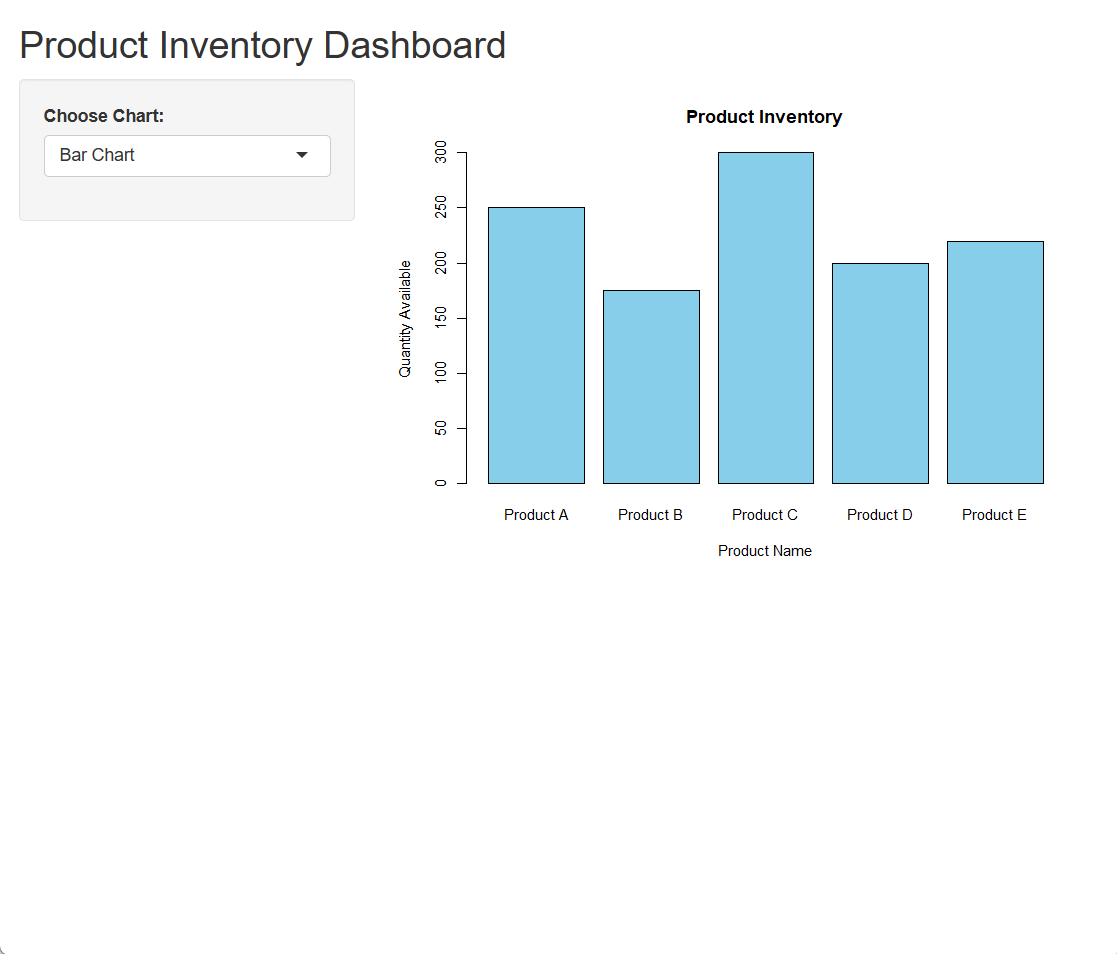 Product Inventory Dashboard
Choose Chart:
Bar Chart
Product Inventory
Quantity Available
300
250
200
150
100
50
0
Product A Product B Product C Product D Product E
Product Name